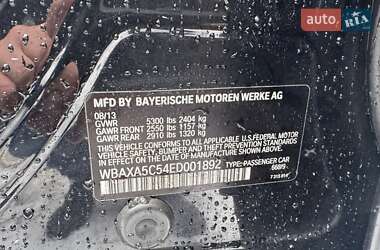 auto RIA
MFD BY BAYERISCHE MOTOREN WERKE AG
08/13
GVWR 5300 lbs 2404 kg
GAWR FRONT 2550 lbs 1157 kg
GAWR REAR 2910 lbs 1320 kg
THIS VEHICLE CONFORMS TO ALL APPLICABLE U.S. FEDERAL MOTOR
VEHICLE SAFETY, BUMPER AND THEFT PREVENTION STANDARDS
IN EFFECT ON THE DATE OF MANUFACTURE SHOWN ABOVE.
WBAXA5C54ED001892 TYPE: PASSENGER CAR